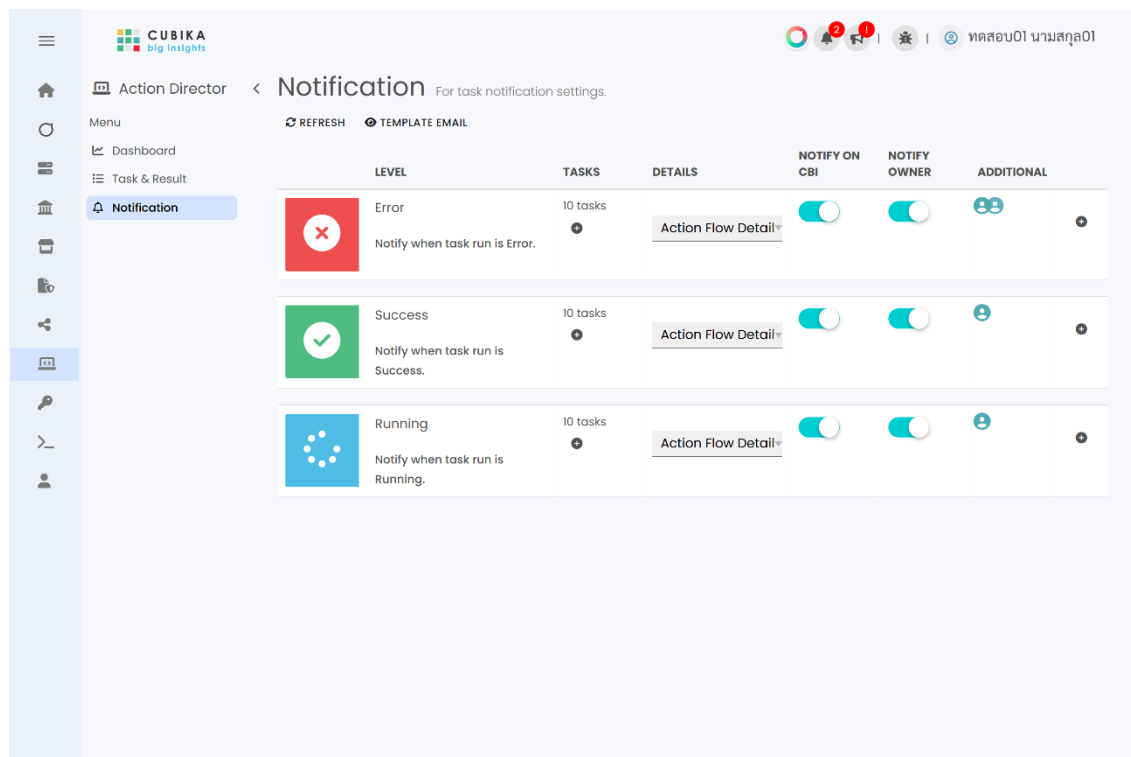 CUBIKA
big insights
2
!
ทดสอบ01 นามสกุล01
Action Director
Menu
Dashboard
Task & Result
Notification
Notification For task notification settings.
REFRESH TEMPLATE EMAIL
LEVEL TASKS DETAILS NOTIFY ON CBI NOTIFY OWNER ADDITIONAL
Error
10 tasks
Action Flow Detail
Notify when task run is Error.
Success
10 tasks
Action Flow Detail
Notify when task run is
Success.
Running
10 tasks
Action Flow Detail
Notify when task run is
Running.